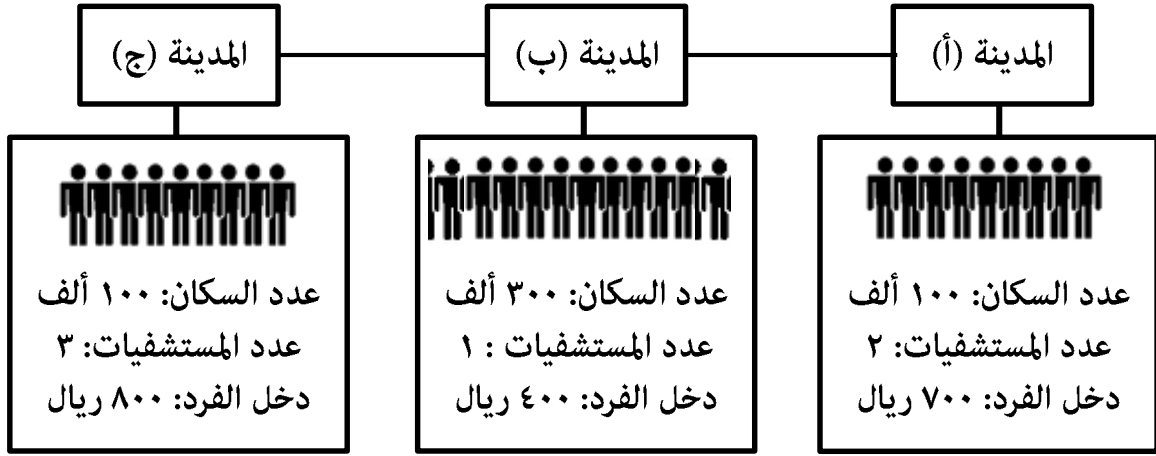 المدينة (أ)
المدينة (ب)
المدينة (ج)
عدد السكان: ١٠٠ ألف
عدد المستشفيات: ٢
دخل الفرد: ٧٠٠ ريال
عدد السكان: ٣٠٠ ألف
عدد المستشفيات : ١
دخل الفرد: ٤٠٠ ريال
عدد السكان: ١٠٠ ألف
عدد المستشفيات: ٣
دخل الفرد: ٨٠٠ ريال